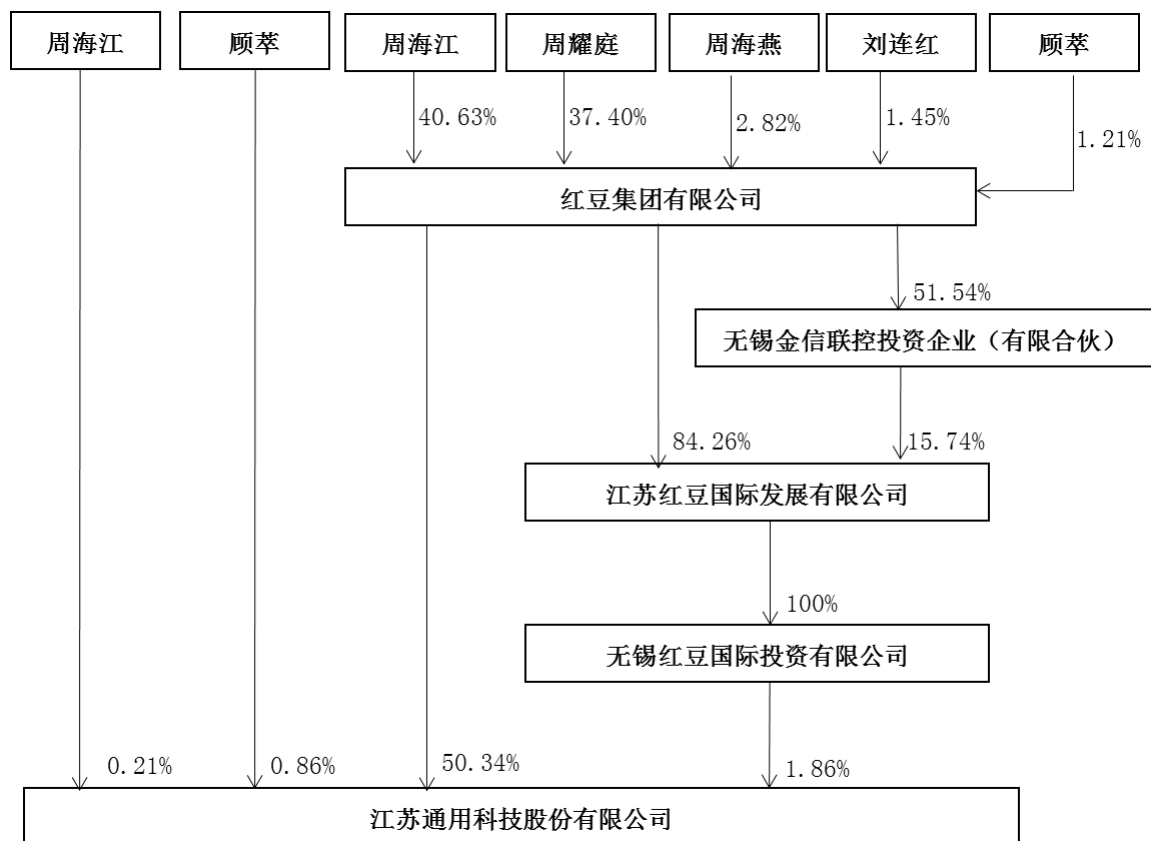 周海江
顾萃
周海江
周耀庭
周海燕
刘连红
顾萃
40.63%
37.40%
2.82%
1.45%
1.21%
红豆集团有限公司
51.54%
无锡金信联控投资企业（有限合伙）
84.26%
15.74%
江苏红豆国际发展有限公司
100%
无锡红豆国际投资有限公司
0.21%
0.86%
50.34%
1.86%
江苏通用科技股份有限公司